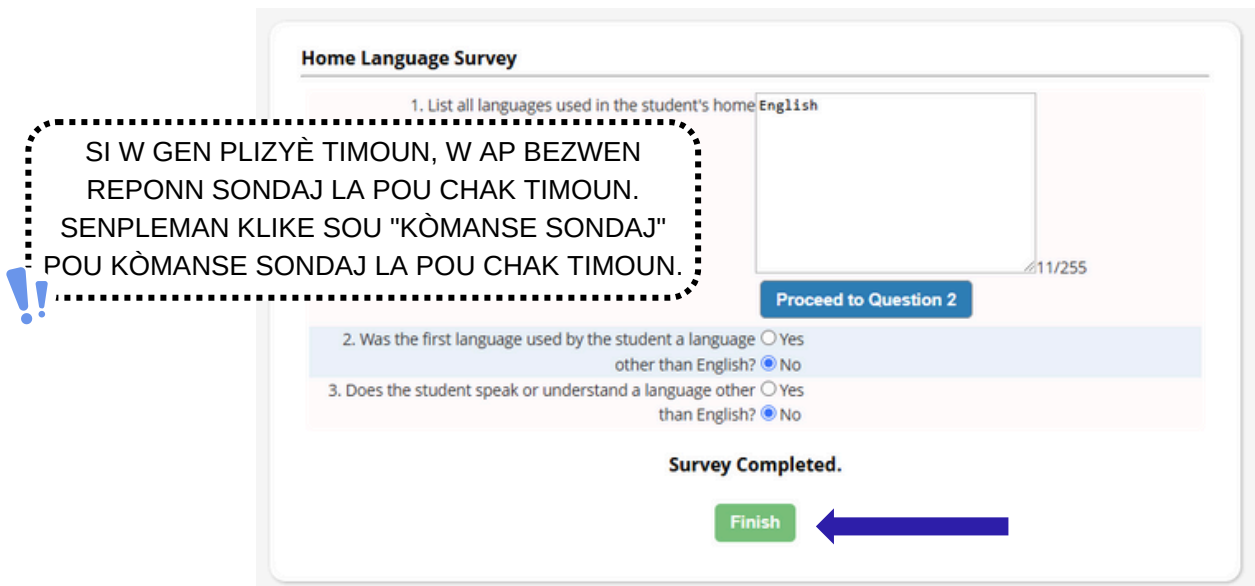 Home Language Survey
1. List all languages used in the student's home
English
SI W GEN PLIZYÈ TIMOUN, W AP BEZWEN
REPONN SONDAJ LA POU CHAK TIMOUN.
SENPLEMAN KLIKE SOU "KÒMANSE SONDAJ"
POU KÒMANSE SONDAJ LA POU CHAK TIMOUN.
11/255
Proceed to Question 2
2. Was the first language used by the student a language
other than English?
Yes
No
3. Does the student speak or understand a language other
than English?
Yes
No
Survey Completed.
Finish